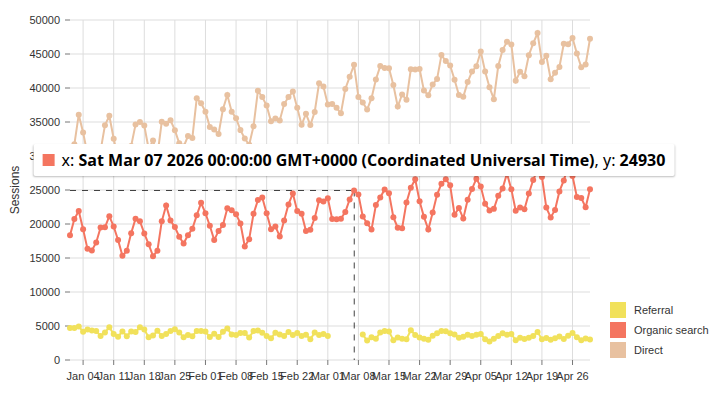 50000
45000
40000
35000
x: Sat Mar 07 2026 00:00:00 GMT+0000 (Coordinated Universal Time), y: 24930
25000
20000
15000
10000
5000
0
Sessions
Jan 04 Jan 11 Jan 18 Jan 25 Feb 01 Feb 08 Feb 15 Feb 22 Mar 01 Mar 08 Mar 15 Mar 22 Mar 29 Apr 05 Apr 12 Apr 19 Apr 26
Referral
Organic search
Direct